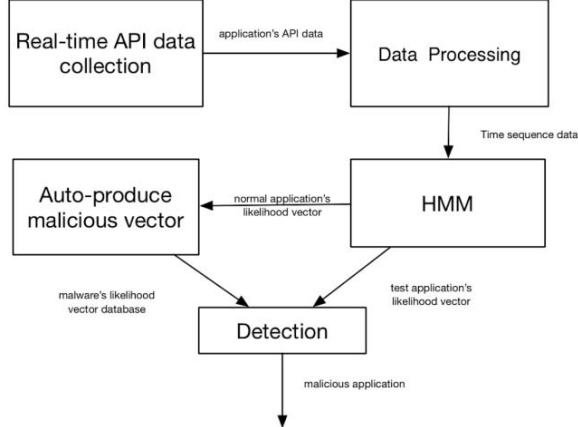 Real-time API data
collection
application's API data
Data Processing
Time sequence data
Auto-produce
malicious vector
normal application's
likelihood vector
HMM
malware's likelihood
vector database
test application's
likelihood vector
Detection
malicious application